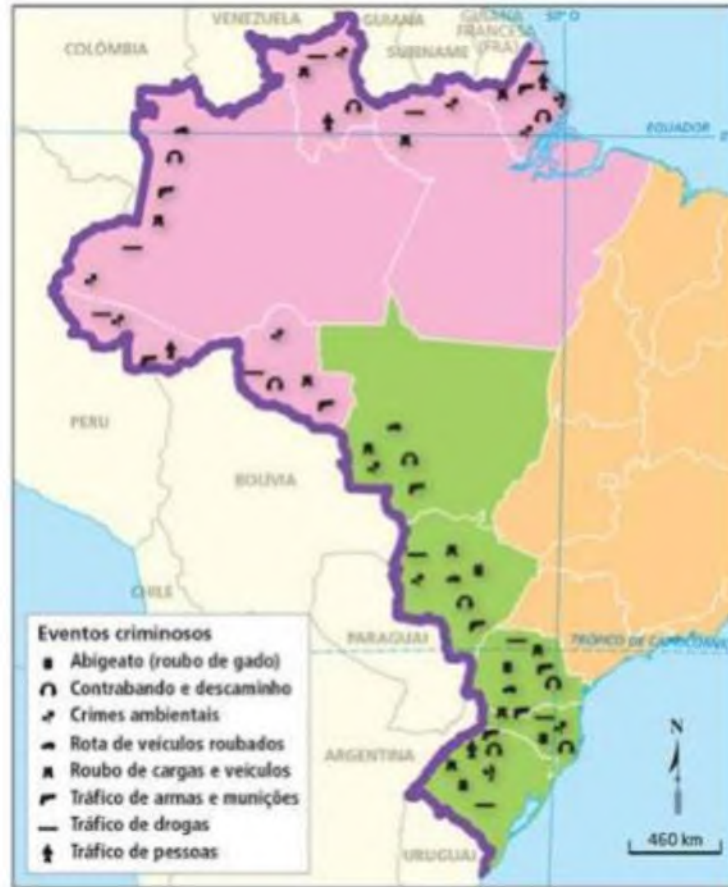 VENEZUELA
GUIANA
GUIANA
FRANCESA
(FRA)
50° O
COLÔMBIA
SURINAME
EQUADOR
PERU
BOLÍVIA
CHILE
PARAGUAI
TRÓPICO DE CAPRICÓRNIO
ARGENTINA
URUGUAI
Eventos criminosos
Abigeato (roubo de gado)
Contrabando e descaminho
Crimes ambientais
Rota de veículos roubados
Roubo de cargas e veículos
Tráfico de armas e munições
Tráfico de drogas
Tráfico de pessoas
N
460 km